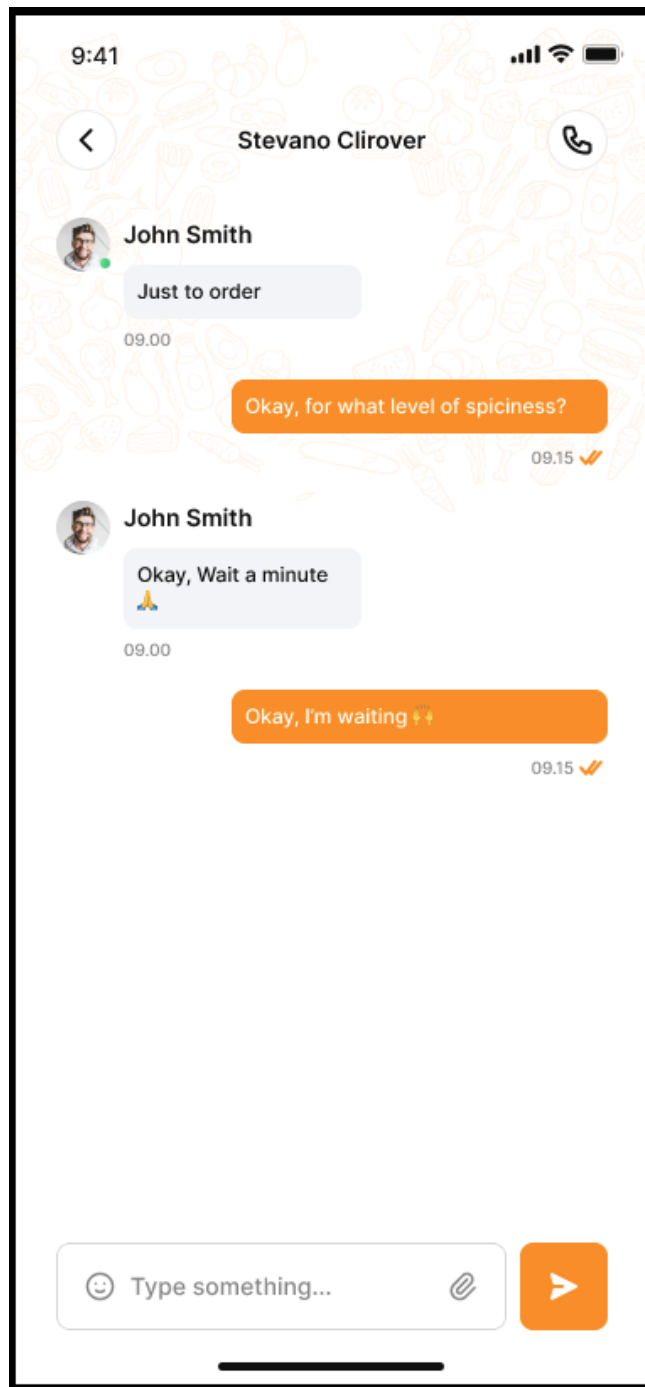 9:41
Stevano Clirover
John Smith
Just to order
09.00
Okay, for what level of spiciness?
09.15
John Smith
Okay, Wait a minute
🙏
09.00
Okay, I'm waiting 🙌
09.15
Type something...